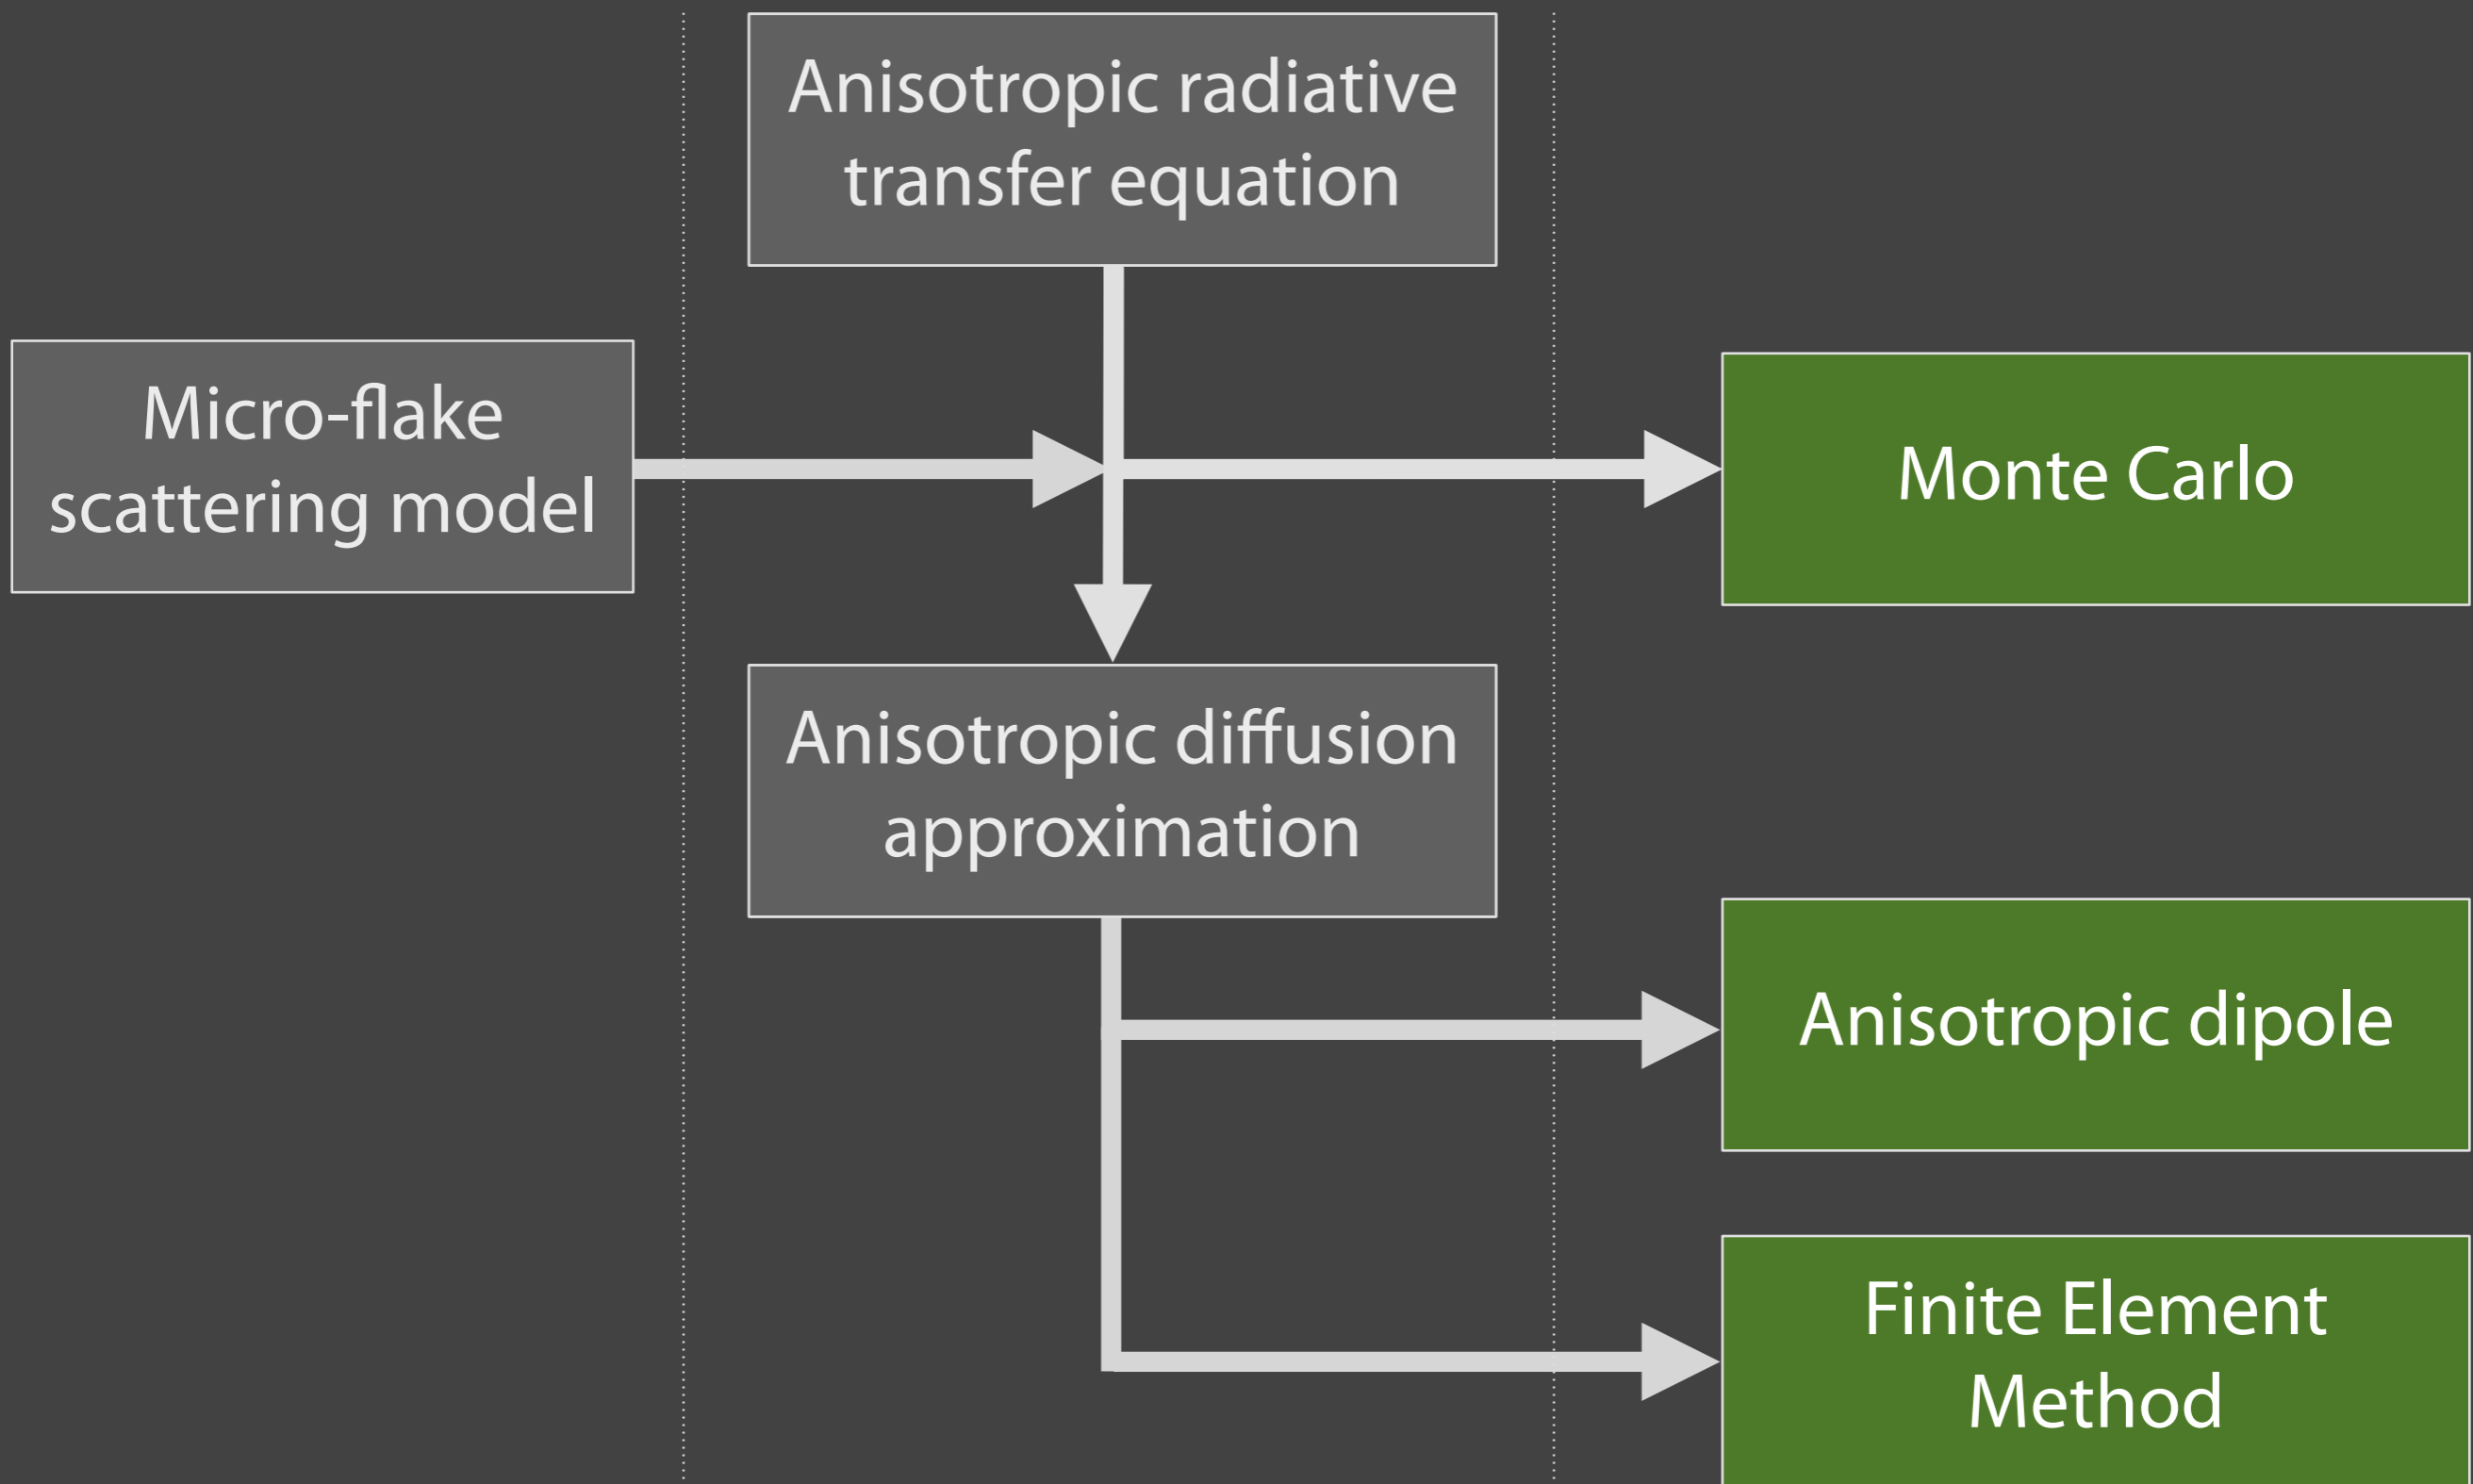 Anisotropic radiative
transfer equation
Micro-flake
scattering model
Monte Carlo
Anisotropic diffusion
approximation
Anisotropic dipole
Finite Element
Method